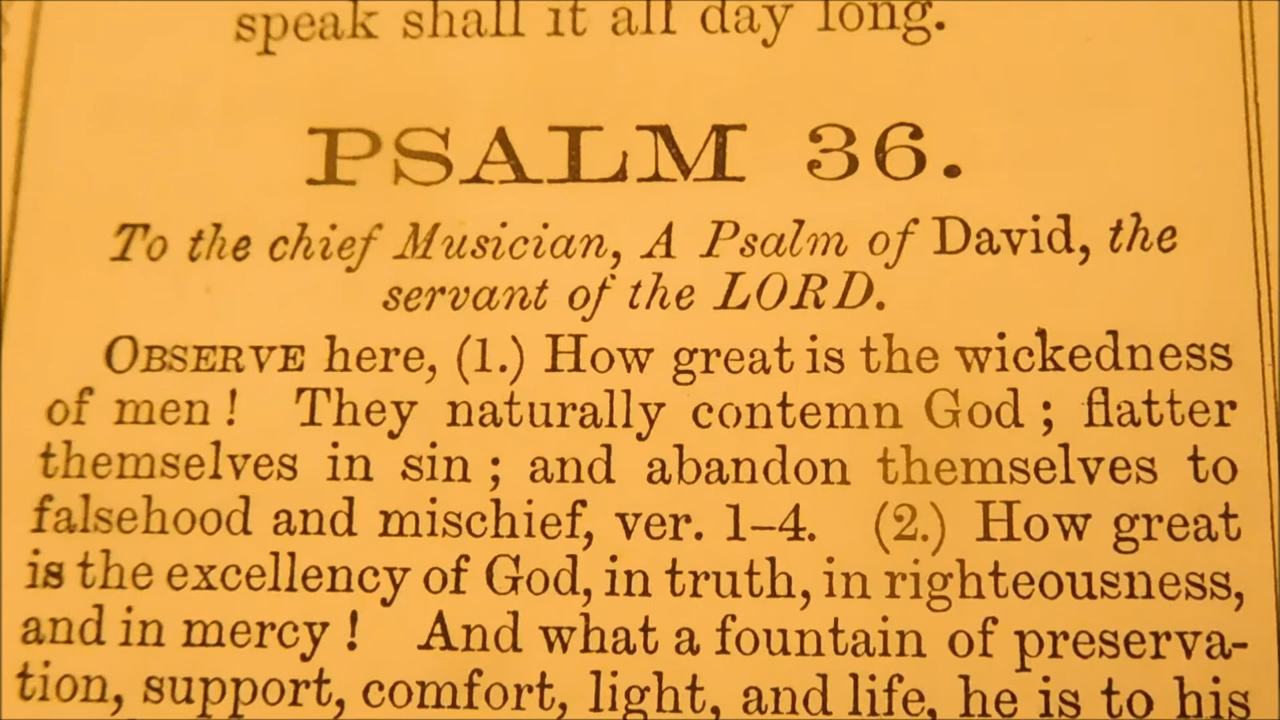 speak shall it all day long.
PSALM 36.
To the chief Musician, A Psalm of David, the
servant of the LORD.
OBSERVE here, (1.) How great is the wickedness
of men! They naturally contemn God; flatter
themselves in sin; and abandon themselves to
falsehood and mischief, ver. 1–4. (2.) How great
is the excellency of God, in truth, in righteousness,
and in mercy! And what a fountain of preserva-
tion, support, comfort, light, and life, he is to his